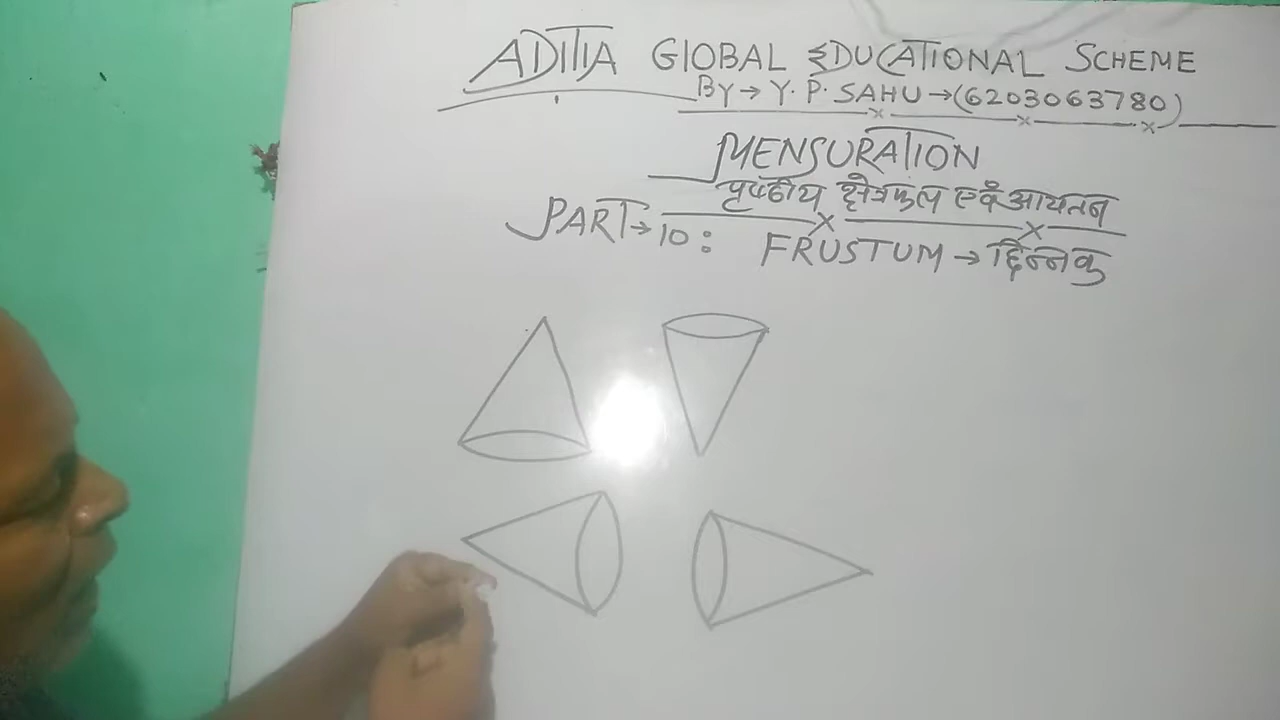 ADITIA GLOBAL EDUCATIONAL SCHEME
BY → Y. P. SAHU → (6203063780)
MENSURATION
पृष्ठीय क्षेत्रफल एवं आयतन
PART → 10 : FRUSTUM → छिन्नक